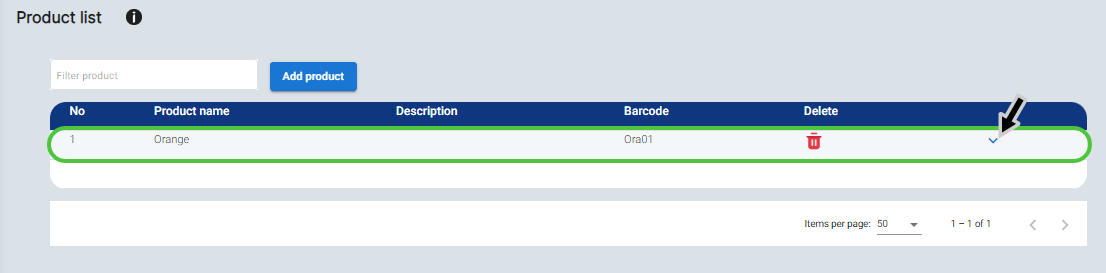 Product list
Filter product
Add product
No Product name Description Barcode Delete
1 Orange Ora01
Items per page: 50 1 – 1 of 1